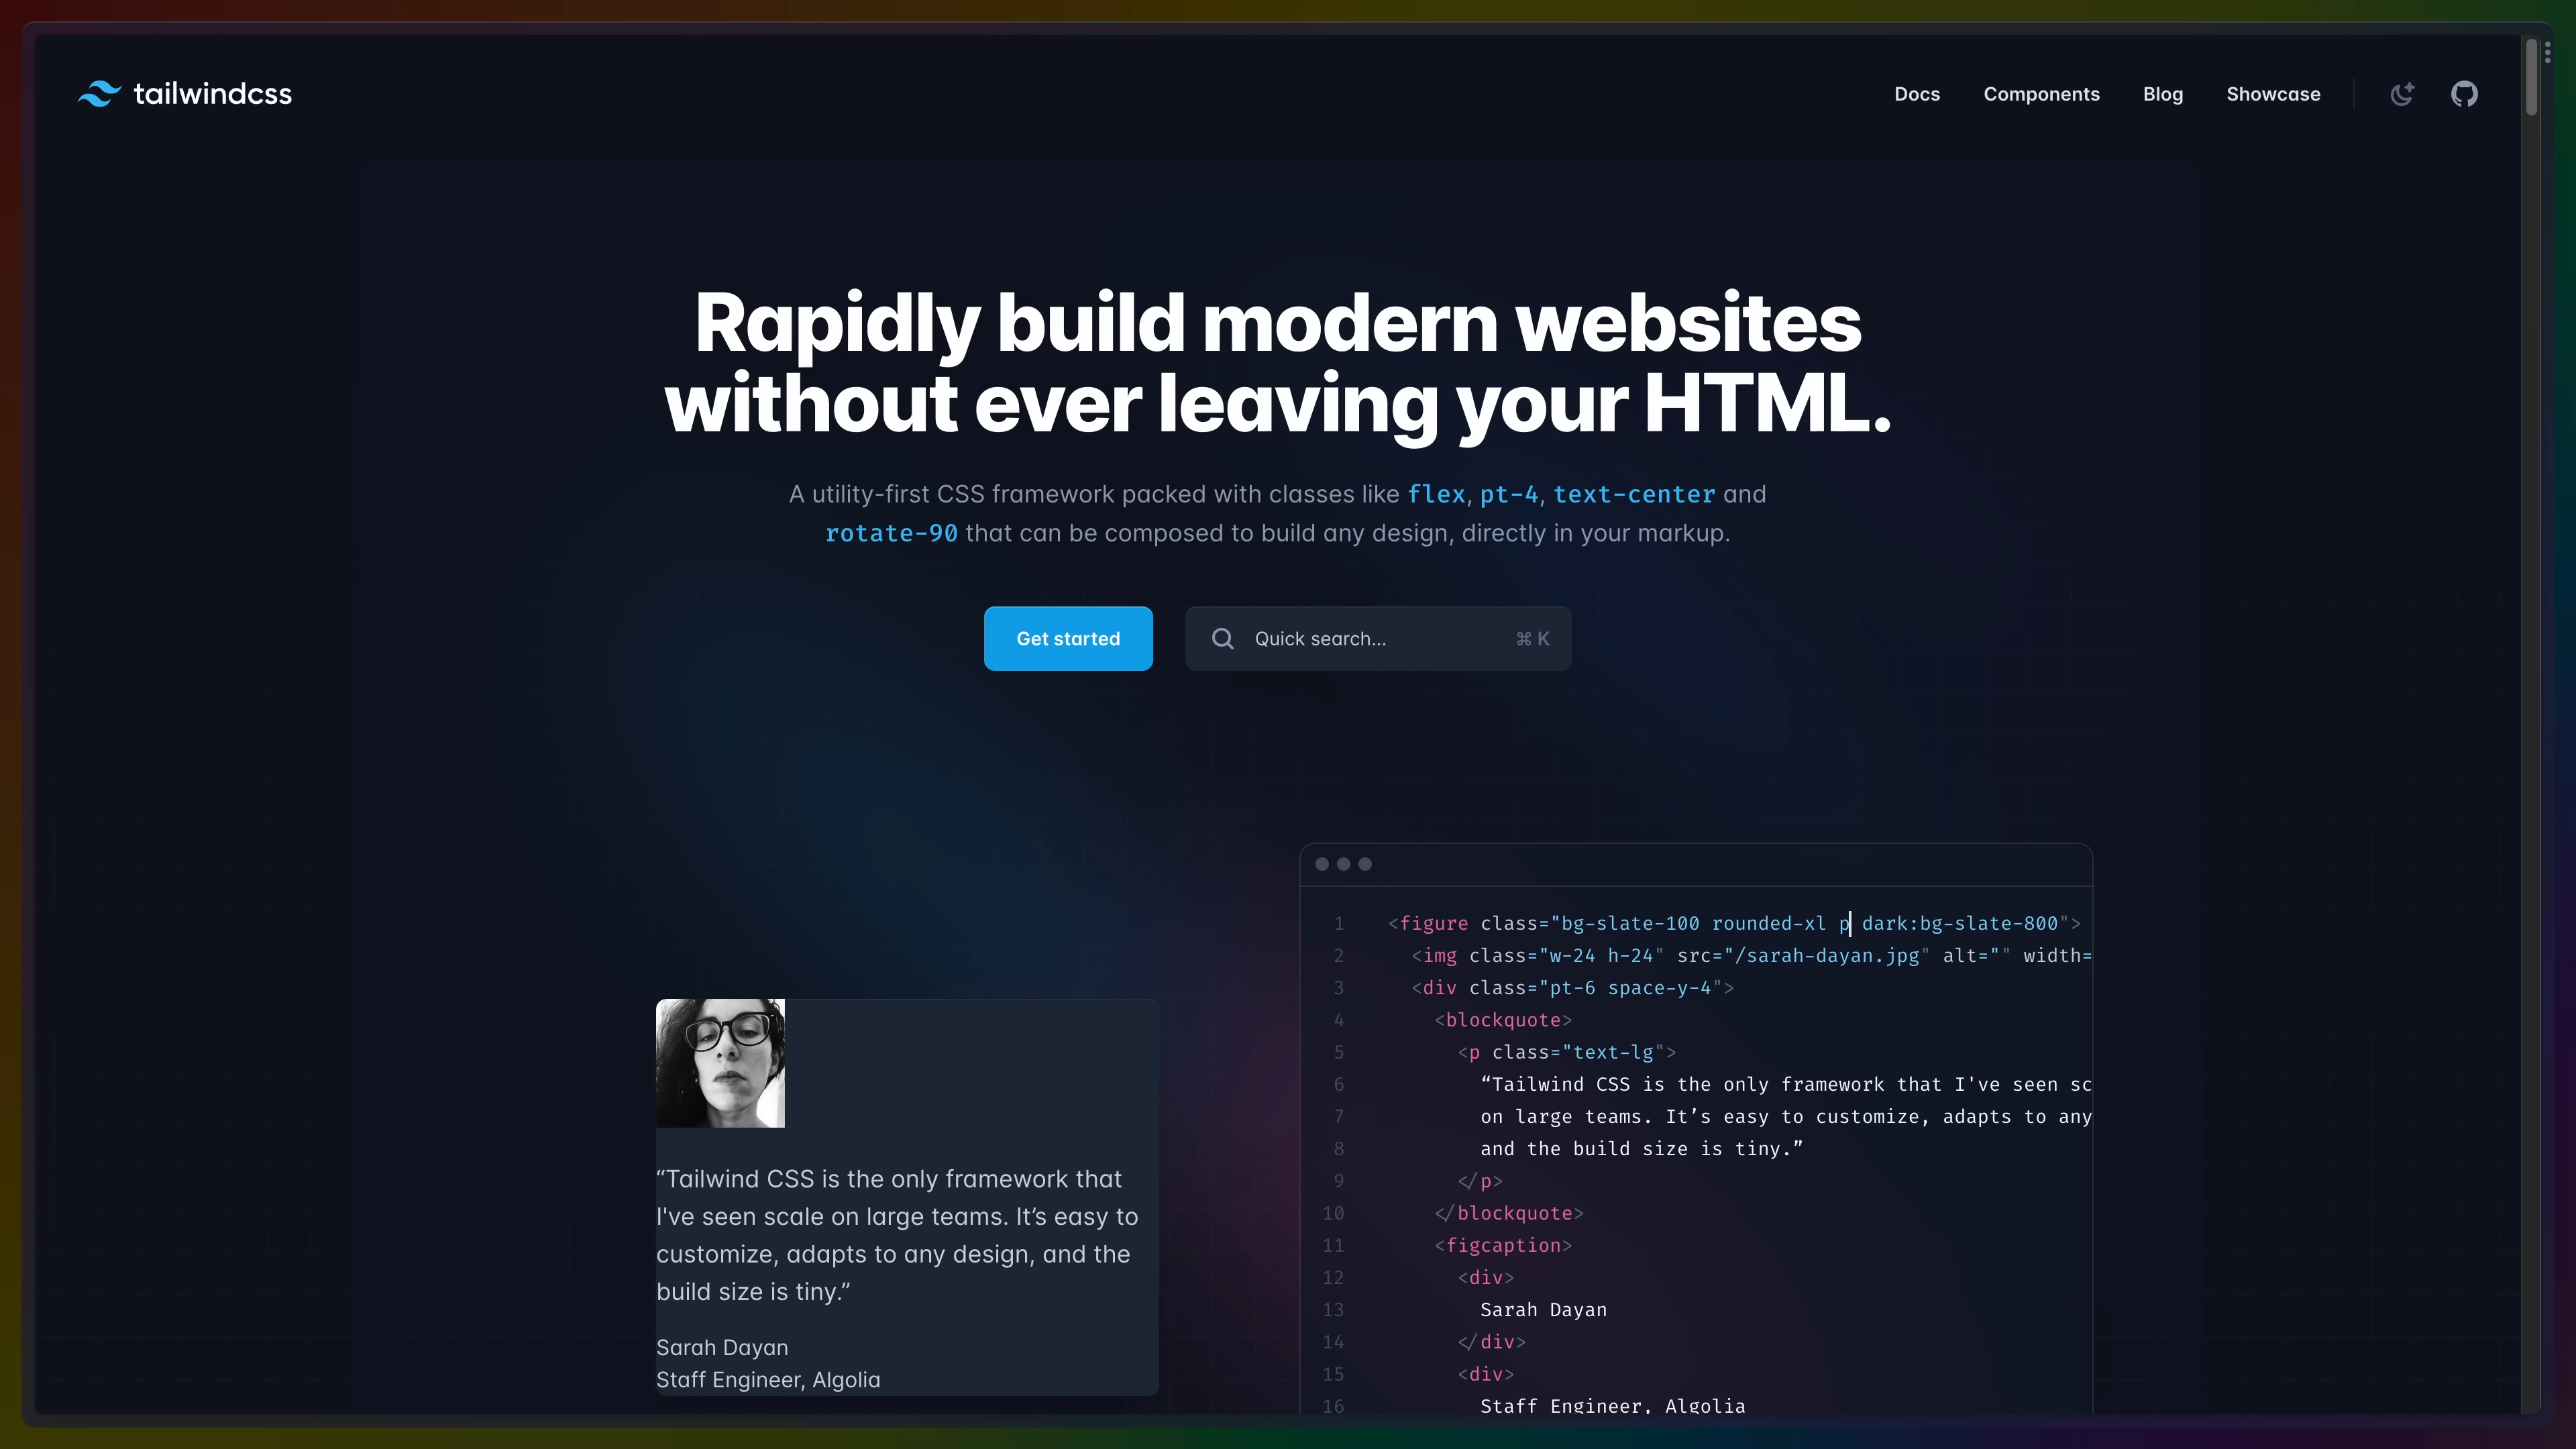 tailwindcss
Docs Components Blog Showcase
Rapidly build modern websites
without ever leaving your HTML.
A utility-first CSS framework packed with classes like flex, pt-4, text-center and
rotate-90 that can be composed to build any design, directly in your markup.
Get started
Quick search... ⌘K
“Tailwind CSS is the only framework that
I've seen scale on large teams. It’s easy to
customize, adapts to any design, and the
build size is tiny.”
Sarah Dayan
Staff Engineer, Algolia
1 <figure class="bg-slate-100 rounded-xl p dark:bg-slate-800">
2 <img class="w-24 h-24" src="/sarah-dayan.jpg" alt="" width=
3 <div class="pt-6 space-y-4">
4 <blockquote>
5 <p class="text-lg">
6 “Tailwind CSS is the only framework that I've seen sc
7 on large teams. It’s easy to customize, adapts to any
8 and the build size is tiny.”
9 </p>
10 </blockquote>
11 <figcaption>
12 <div>
13 Sarah Dayan
14 </div>
15 <div>
16 Staff Engineer, Algolia